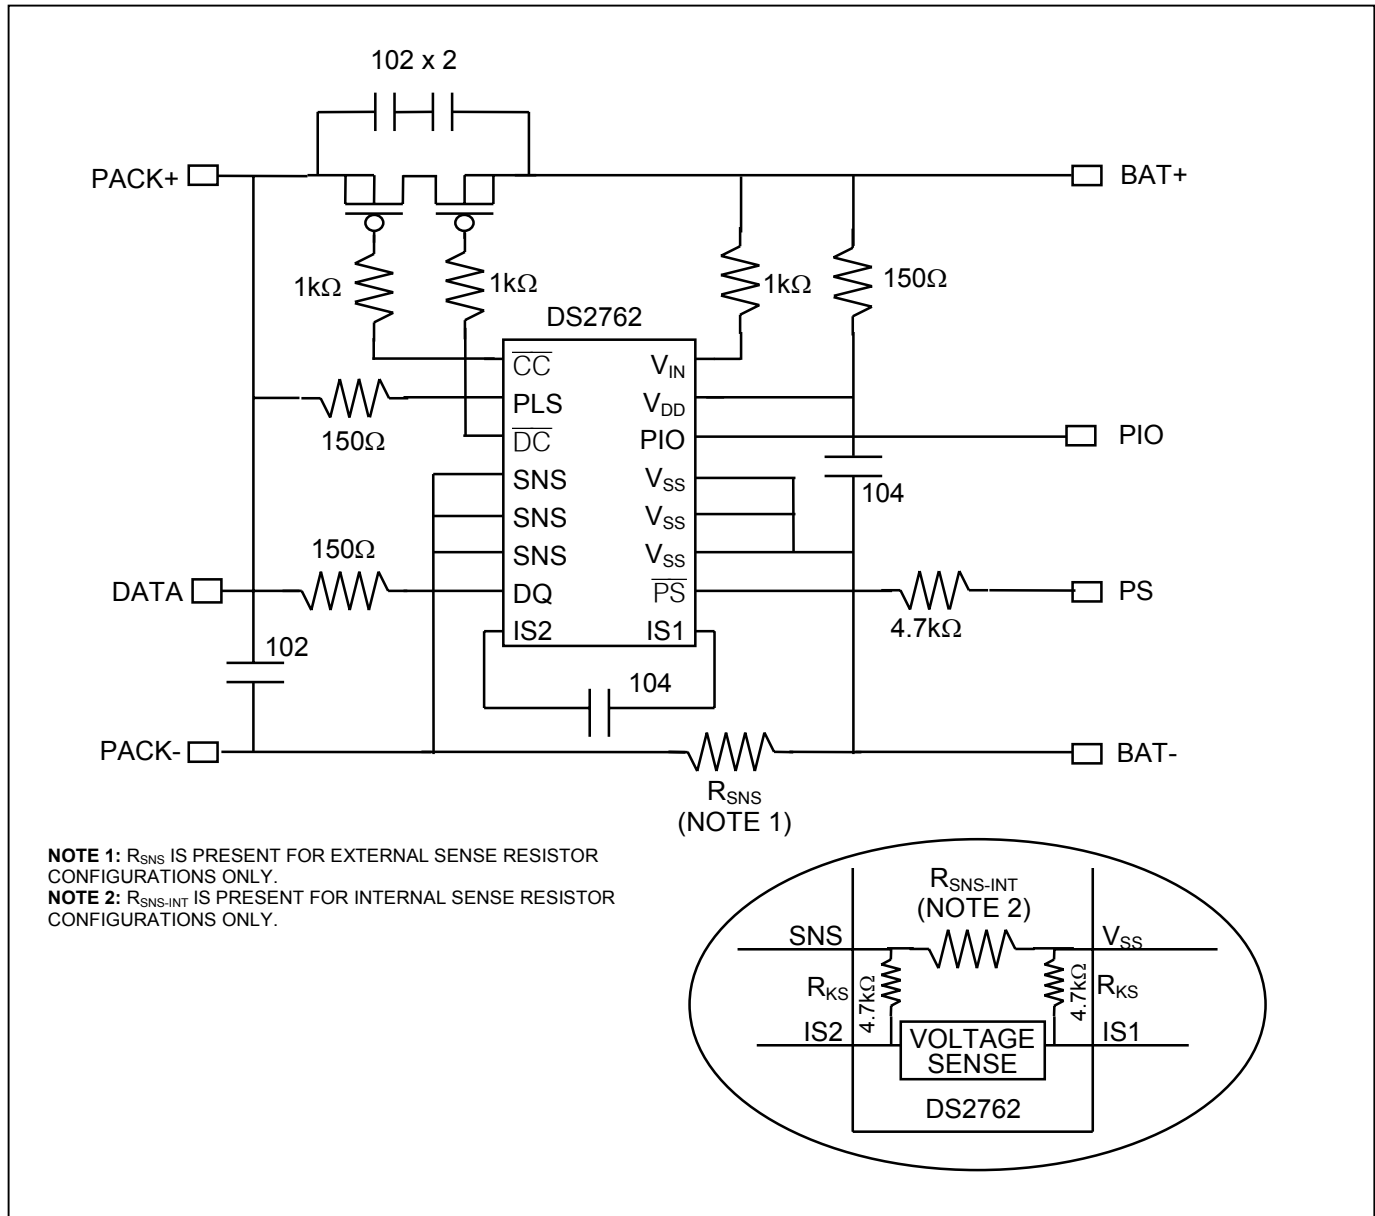 102 x 2
PACK+
BAT+
1kΩ
1kΩ
1kΩ
150Ω
DS2762
CC
PLS
DC
SNS
SNS
SNS
DQ
IS2
VIN
VDD
PIO
VSS
VSS
VSS
PS
IS1
150Ω
PIO
104
150Ω
DATA
PS
4.7kΩ
102
104
PACK-
BAT-
RSNS
(NOTE 1)
NOTE 1: RSNS IS PRESENT FOR EXTERNAL SENSE RESISTOR
CONFIGURATIONS ONLY.
NOTE 2: RSNS-INT IS PRESENT FOR INTERNAL SENSE RESISTOR
CONFIGURATIONS ONLY.
RSNS-INT
(NOTE 2)
SNS
VSS
RKS
4.7kΩ
4.7kΩ
RKS
IS2
VOLTAGE
SENSE
IS1
DS2762